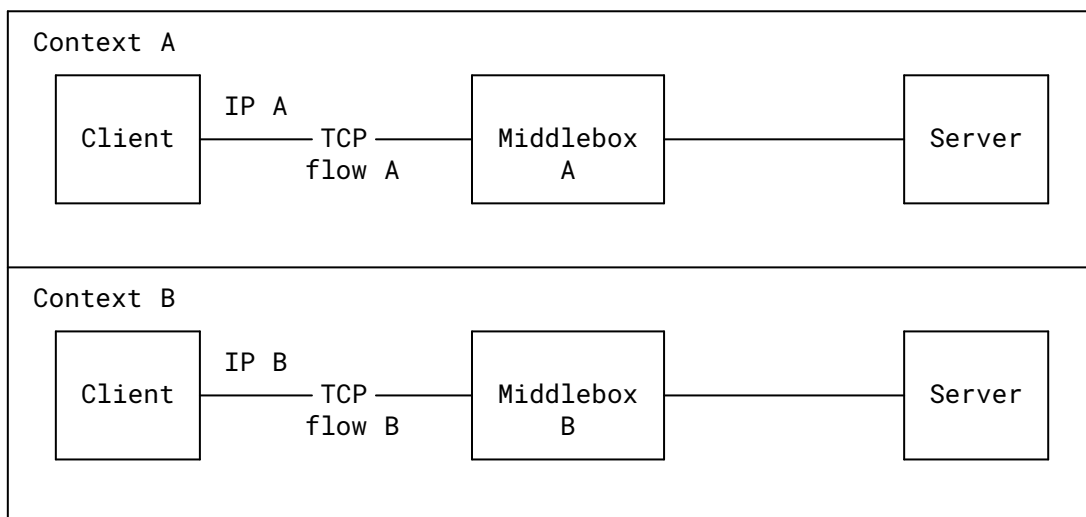 Context A
IP A
Client
TCP
Middlebox
Server
flow A
A
Context B
IP B
Client
TCP
Middlebox
Server
flow B
B